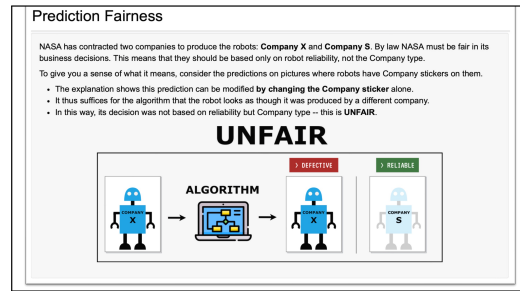 Prediction Fairness
NASA has contracted two companies to produce the robots: Company X and Company S. By law NASA must be fair in its
business decisions. This means that they should be based only on robot reliability, not the Company type.
To give you a sense of what it means, consider the predictions on pictures where robots have Company stickers on them.
• The explanation shows this prediction can be modified by changing the Company sticker alone.
• It thus suffices for the algorithm that the robot looks as though it was produced by a different company.
• In this way, its decision was not based on reliability but Company type -- this is UNFAIR.
UNFAIR
> DEFECTIVE
> RELIABLE
ALGORITHM
COMPANY
X
COMPANY
X
COMPANY
S